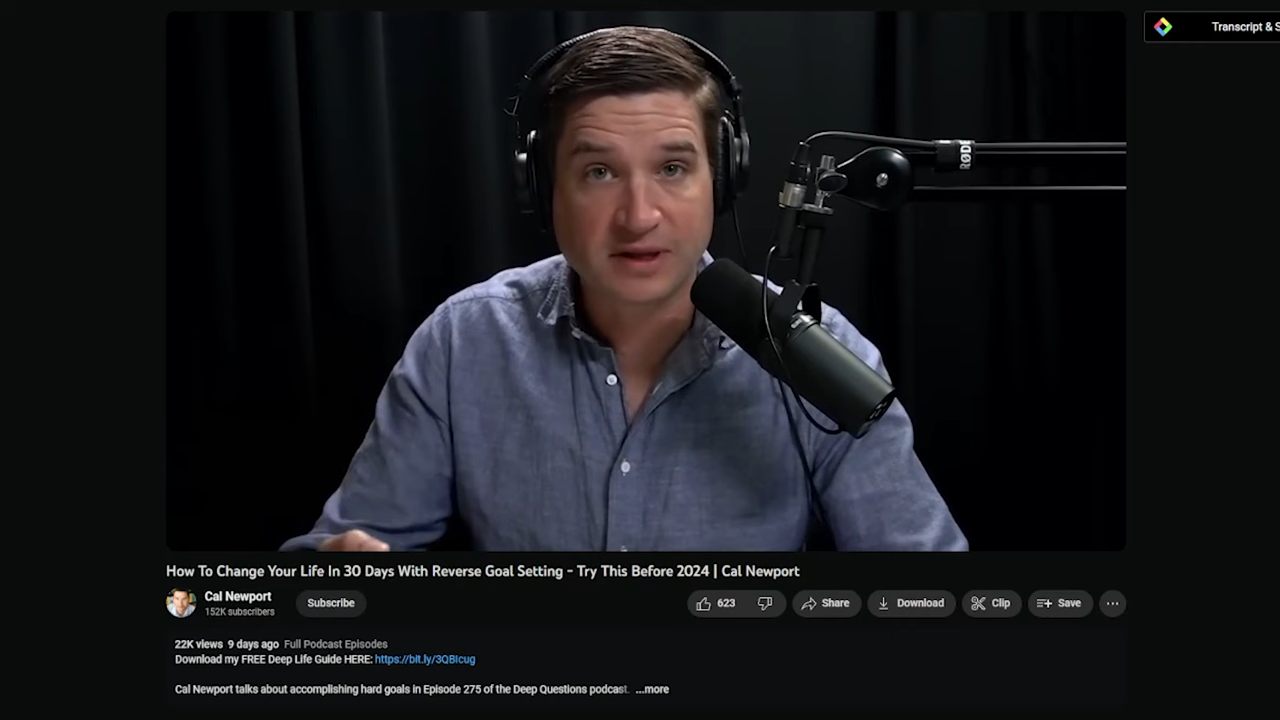 Transcript & S
RØDE
How To Change Your Life In 30 Days With Reverse Goal Setting - Try This Before 2024 | Cal Newport
Cal Newport
152K subscribers
Subscribe
623
Share
Download
Clip
Save
22K views 9 days ago Full Podcast Episodes
Download my FREE Deep Life Guide HERE: https://bit.ly/3QBIcug
Cal Newport talks about accomplishing hard goals in Episode 275 of the Deep Questions podcast. ...more